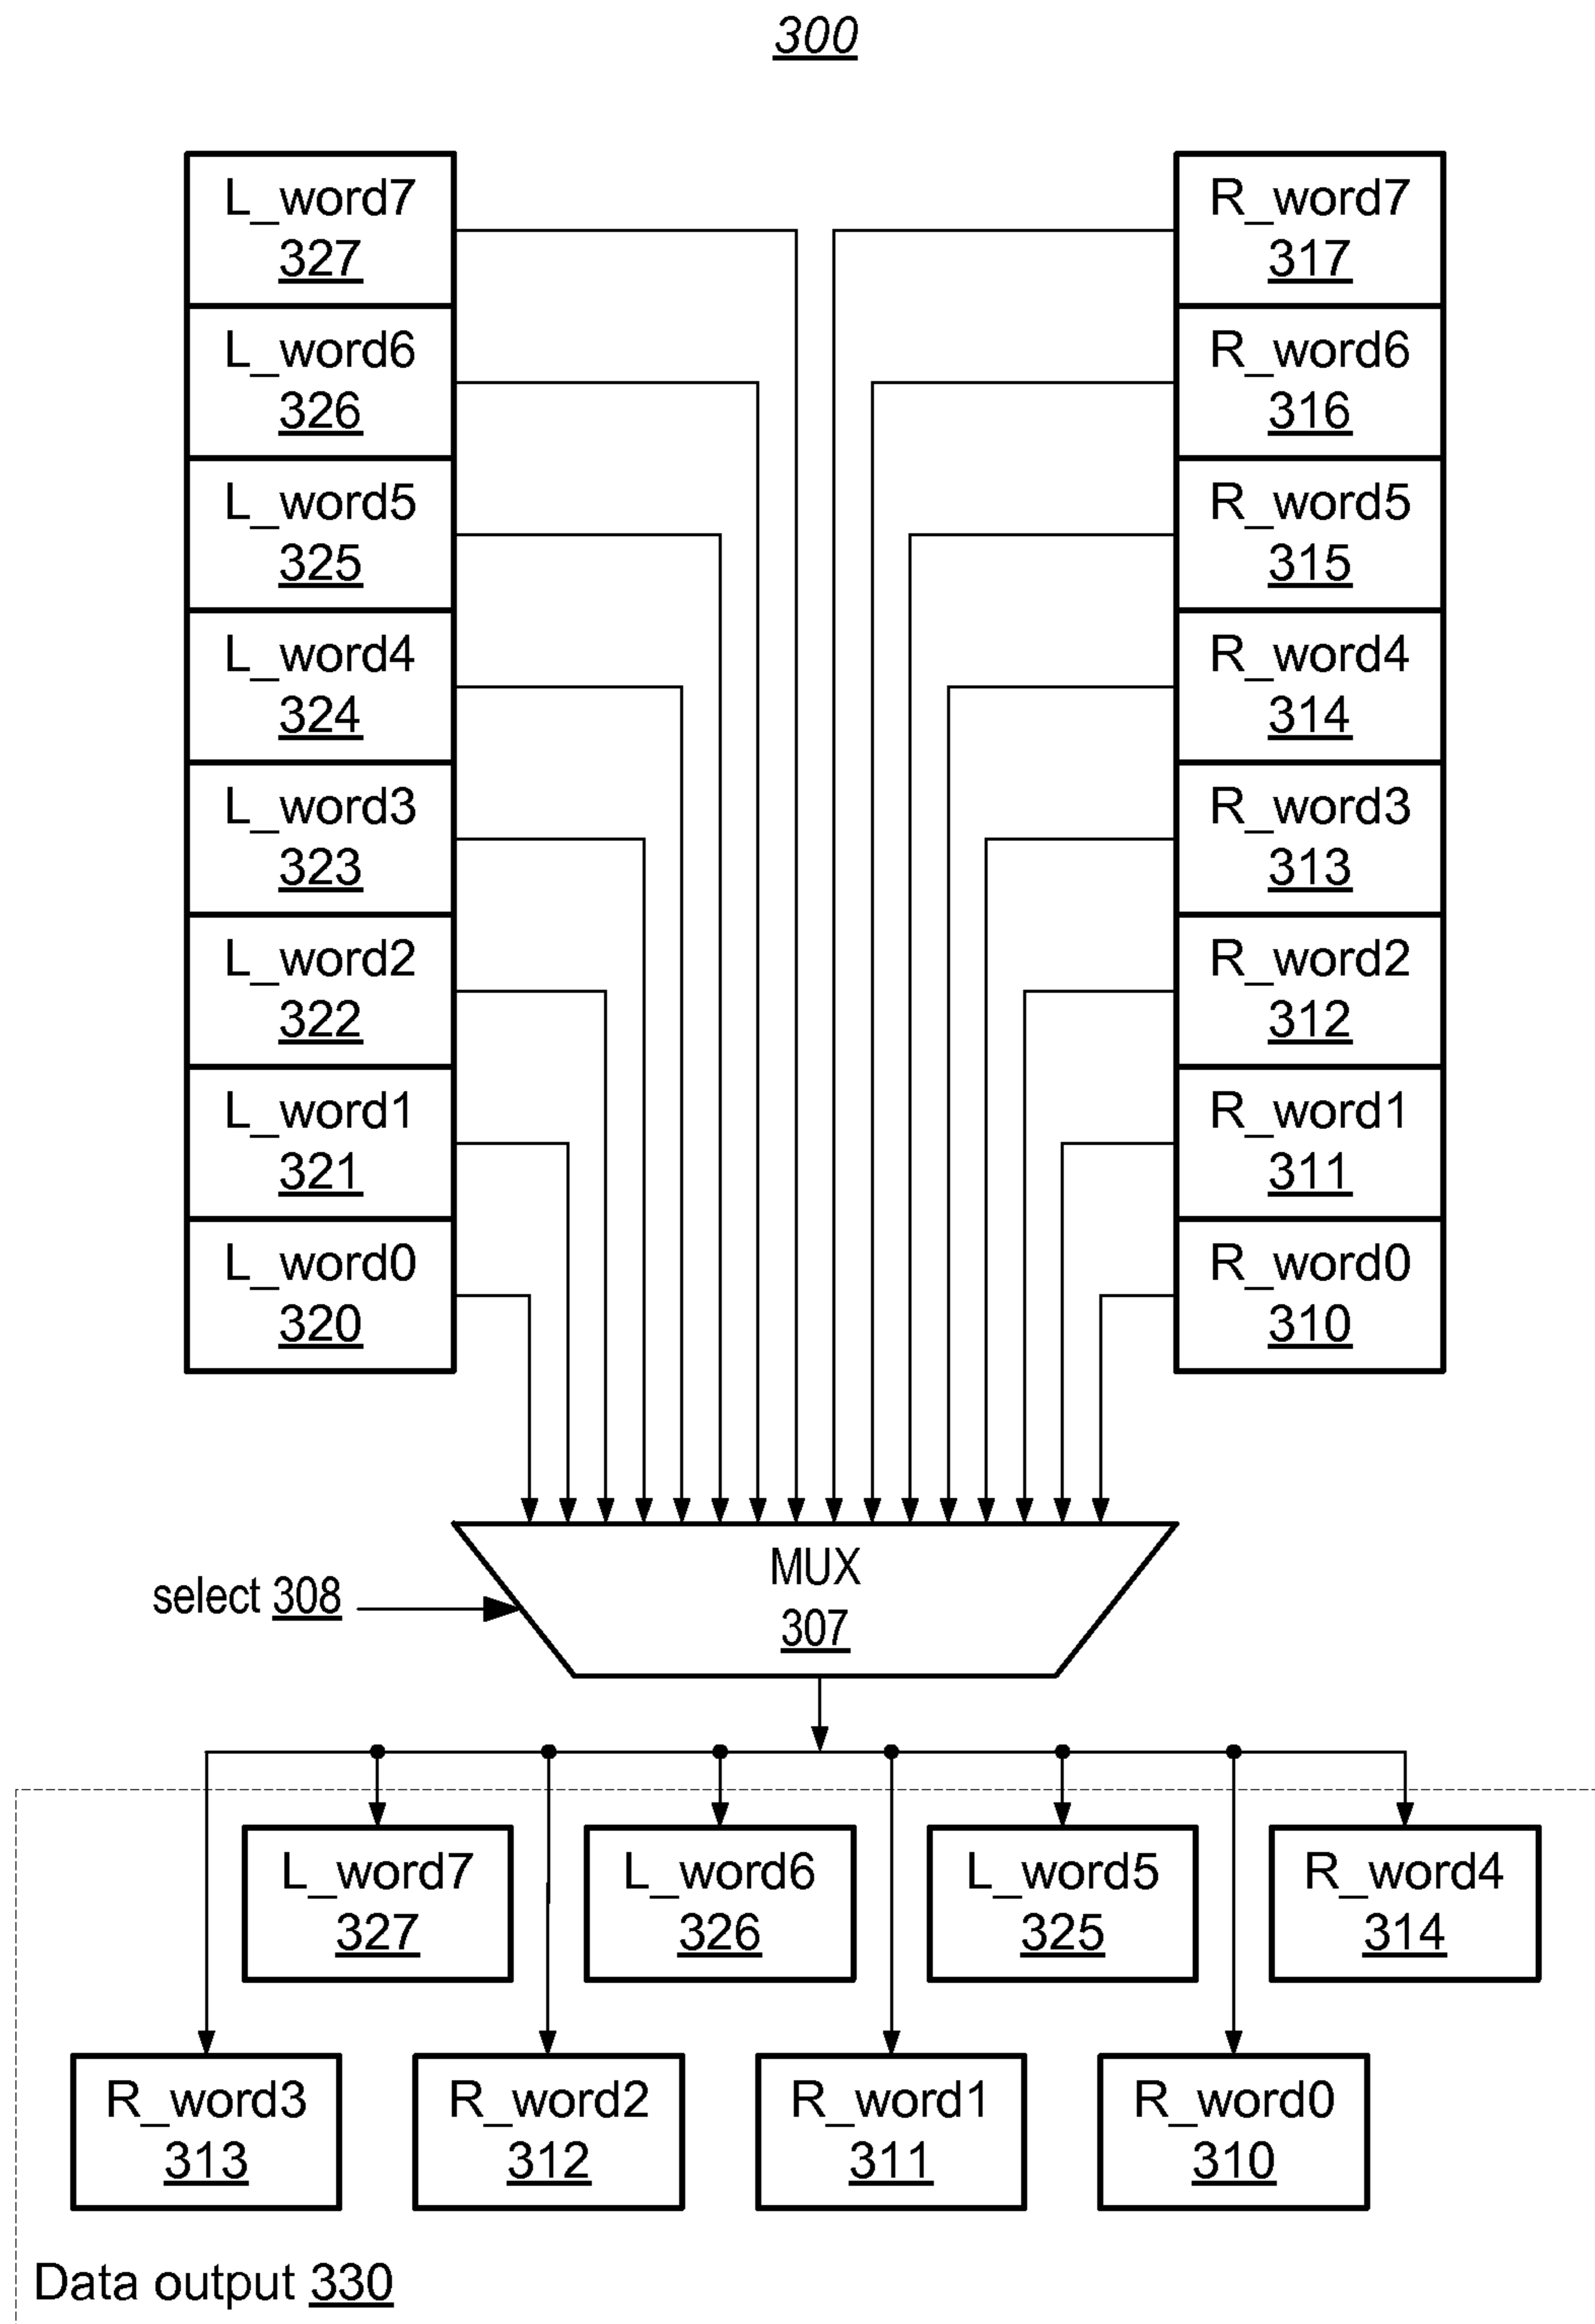 300
L_word7
327
L_word6
326
L_word5
325
L_word4
324
L_word3
323
L_word2
322
L_word1
321
L_word0
320
R_word7
317
R_word6
316
R_word5
315
R_word4
314
R_word3
313
R_word2
312
R_word1
311
R_word0
310
MUX
307
select 308
L_word7
327
L_word6
326
L_word5
325
R_word4
314
R_word3
313
R_word2
312
R_word1
311
R_word0
310
Data output 330